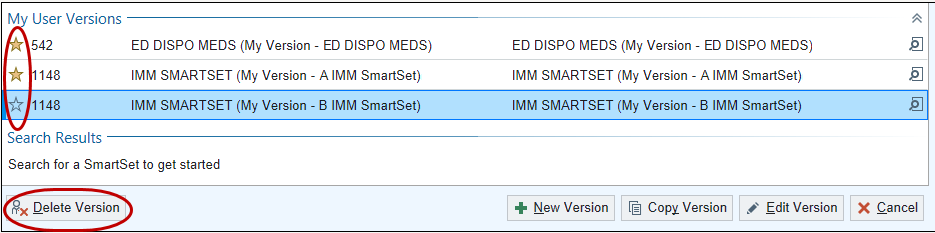 My User Versions
542 ED DISPO MEDS (My Version - ED DISPO MEDS) ED DISPO MEDS (My Version - ED DISPO MEDS)
1148 IMM SMARTSET (My Version - A IMM SmartSet) IMM SMARTSET (My Version - A IMM SmartSet)
1148 IMM SMARTSET (My Version - B IMM SmartSet) IMM SMARTSET (My Version - B IMM SmartSet)
Search Results
Search for a SmartSet to get started
Delete Version New Version Copy Version Edit Version Cancel